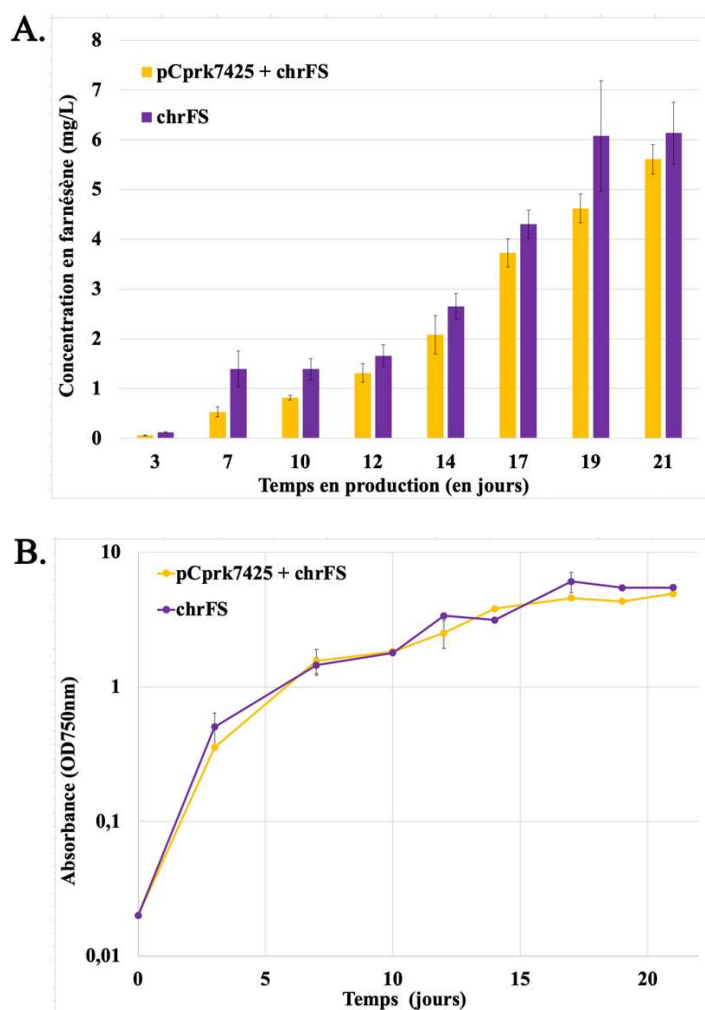 A.
8
7
6
5
4
3
2
1
0
Concentration en farnésène (mg/L)
pCprk7425 + chrFS
chrFS
3 7 10 12 14 17 19 21
Temps en production (en jours)
B.
10
1
0,1
0,01
Absorbance (OD750nm)
pCprk7425 + chrFS
chrFS
0 5 10 15 20
Temps (jours)